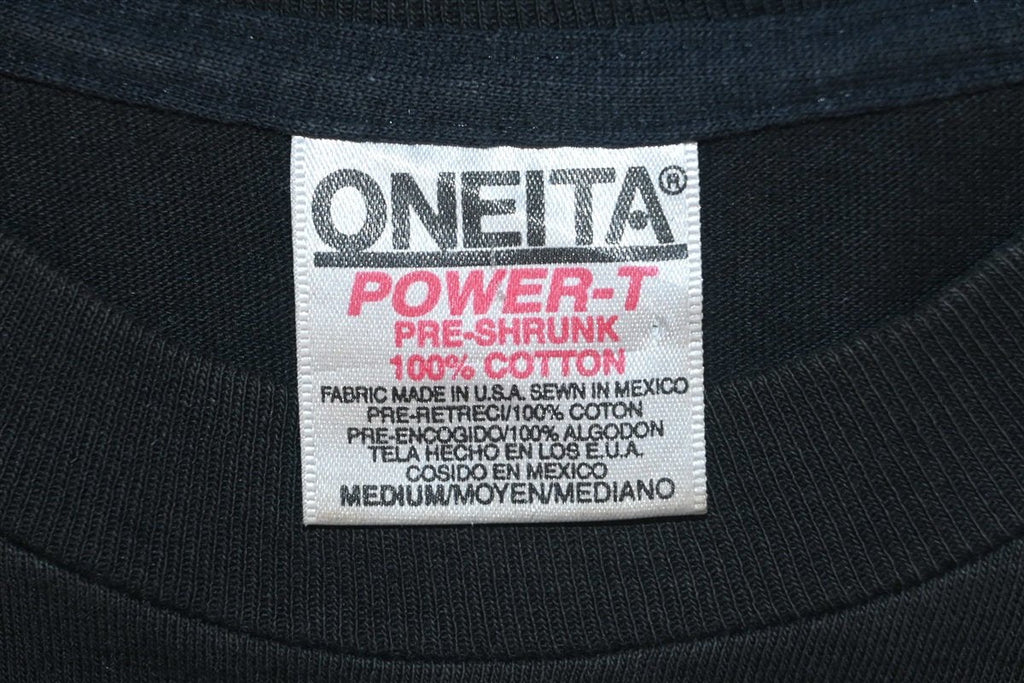 ONEITA®
POWER-T
PRE-SHRUNK
100% COTTON
FABRIC MADE IN U.S.A. SEWN IN MEXICO
PRE-RETRECI/100% COTON
PRE-ENCOGIDO/100% ALGODON
TELA HECHO EN LOS E.U.A.
COSIDO EN MEXICO
MEDIUM/MOYEN/MEDIANO